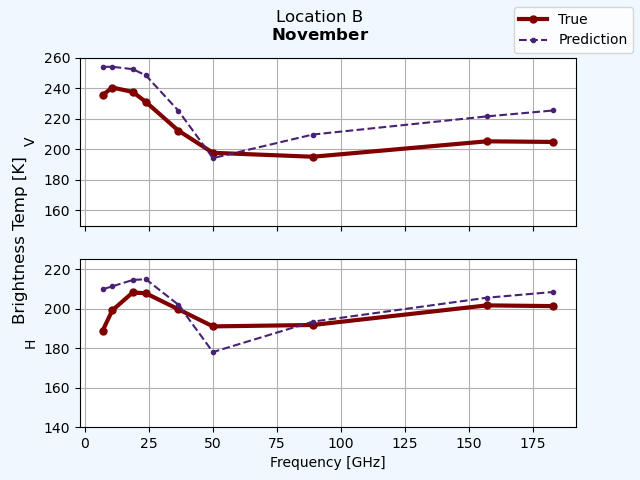 Location B
November
True
Prediction
Brightness Temp [K]
V
260
240
220
200
180
160
H
220
200
180
160
140
0
25
50
75
100
125
150
175
Frequency [GHz]